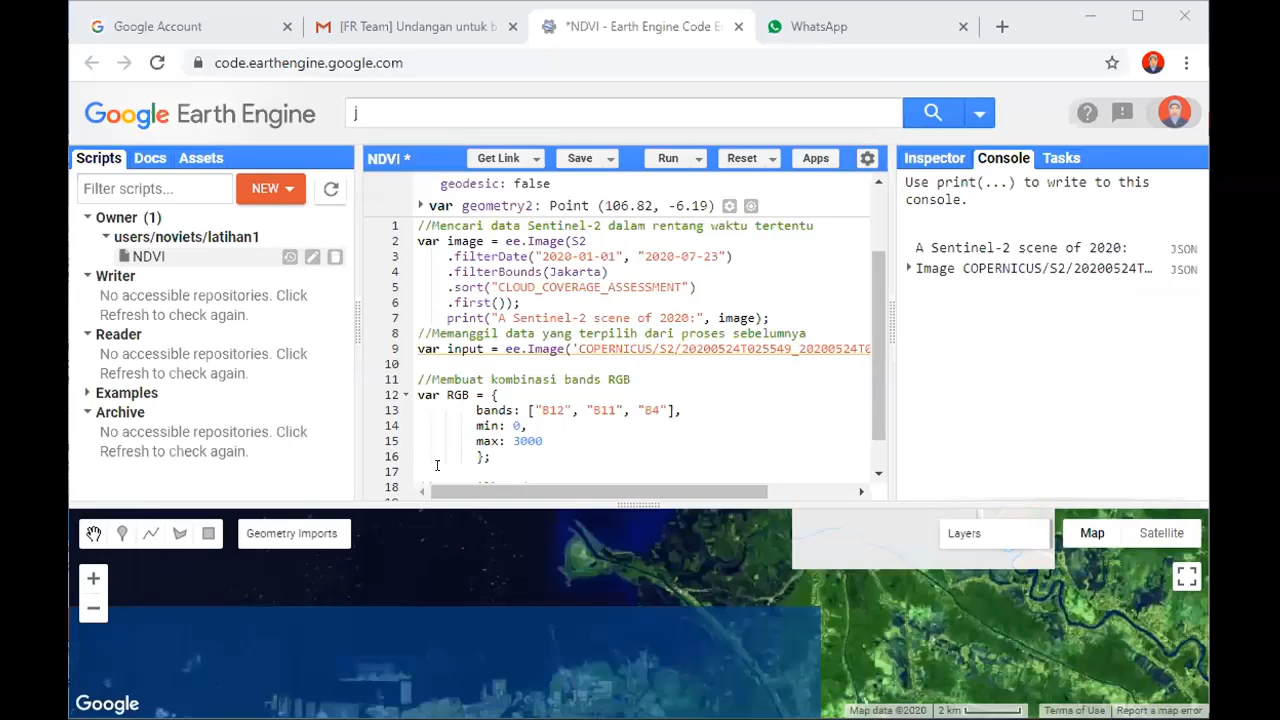 Google Account
[FR Team] Undangan untuk b
*NDVI - Earth Engine Code E
WhatsApp
code.earthengine.google.com
Google Earth Engine
j
Scripts
Docs
Assets
NDVI *
Get Link
Save
Run
Reset
Apps
Inspector
Console
Tasks
Filter scripts...
NEW
Owner (1)
users/noviets/latihan1
NDVI
Writer
No accessible repositories. Click
Refresh to check again.
Reader
No accessible repositories. Click
Refresh to check again.
Examples
Archive
No accessible repositories. Click
Refresh to check again.
geodesic: false
var geometry2: Point (106.82, -6.19)
1 //Mencari data Sentinel-2 dalam rentang waktu tertentu
2 var image = ee.Image(S2
3 .filterDate("2020-01-01", "2020-07-23")
4 .filterBounds(Jakarta)
5 .sort("CLOUD_COVERAGE_ASSESSMENT")
6 .first());
7 print("A Sentinel-2 scene of 2020:", image);
8 //Memanggil data yang terpilih dari proses sebelumnya
9 var input = ee.Image('COPERNICUS/S2/20200524T025549_20200524T0
10
11 //Membuat kombinasi bands RGB
12 var RGB = {
13 bands: ["B12", "B11", "B4"],
14 min: 0,
15 max: 3000
16 };
17
18
Use print(...) to write to this
console.
A Sentinel-2 scene of 2020:
JSON
Image COPERNICUS/S2/20200524T…
JSON
Geometry Imports
Layers
Map
Satellite
Google
Map data ©2020
2 km
Terms of Use
Report a map error